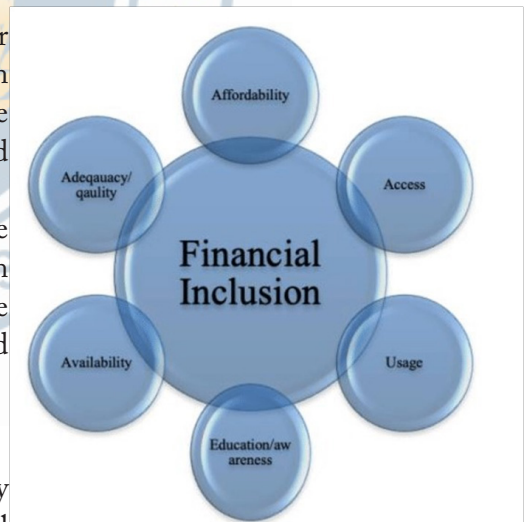 Affordability
Adeqauacy/
qaulity
Access
Financial
Inclusion
Availability
Usage
Education/aw
areness